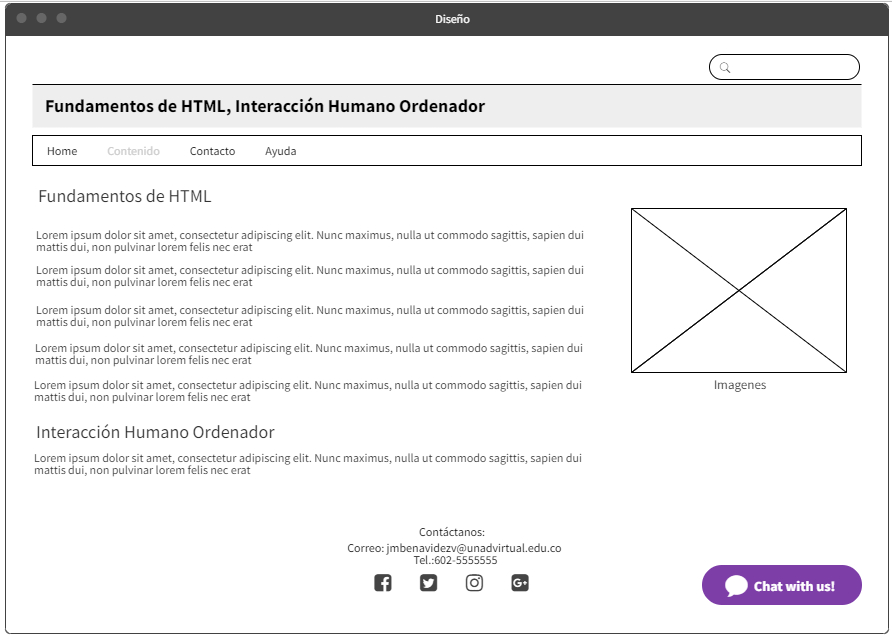 Diseño
Fundamentos de HTML, Interacción Humano Ordenador
Home Contenido Contacto Ayuda
Fundamentos de HTML
Lorem ipsum dolor sit amet, consectetur adipiscing elit. Nunc maximus, nulla ut commodo sagittis, sapien dui
mattis dui, non pulvinar lorem felis nec erat
Lorem ipsum dolor sit amet, consectetur adipiscing elit. Nunc maximus, nulla ut commodo sagittis, sapien dui
mattis dui, non pulvinar lorem felis nec erat
Lorem ipsum dolor sit amet, consectetur adipiscing elit. Nunc maximus, nulla ut commodo sagittis, sapien dui
mattis dui, non pulvinar lorem felis nec erat
Lorem ipsum dolor sit amet, consectetur adipiscing elit. Nunc maximus, nulla ut commodo sagittis, sapien dui
mattis dui, non pulvinar lorem felis nec erat
Lorem ipsum dolor sit amet, consectetur adipiscing elit. Nunc maximus, nulla ut commodo sagittis, sapien dui
mattis dui, non pulvinar lorem felis nec erat
Imagenes
Interacción Humano Ordenador
Lorem ipsum dolor sit amet, consectetur adipiscing elit. Nunc maximus, nulla ut commodo sagittis, sapien dui
mattis dui, non pulvinar lorem felis nec erat
Contáctanos:
Correo: jmbenavidezv@unadvirtual.edu.co
Tel.:602-5555555
Chat with us!